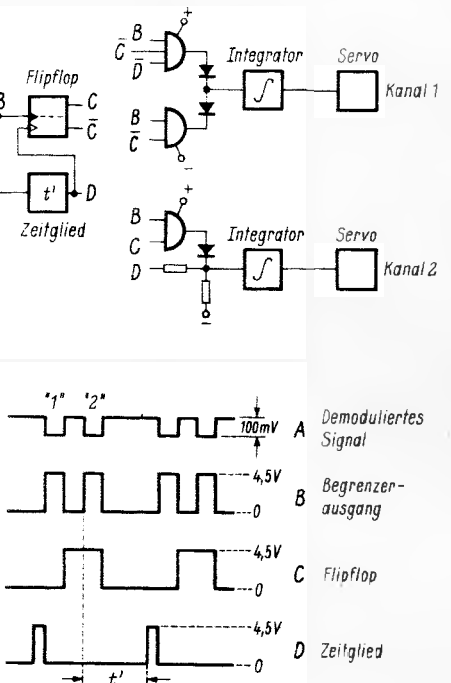 +
B
C̅
D̅
Integrator
∫
Servo
Kanal 1
B
C̅
−
Flipflop
B
C
C̅
t'
D
Zeitglied
+
B
C
D
−
Integrator
∫
Servo
Kanal 2
"1" "2"
100mV
A Demoduliertes
Signal
4,5V
0
B Begrenzer-
ausgang
4,5V
0
C Flipflop
4,5V
0
D Zeitglied
t'